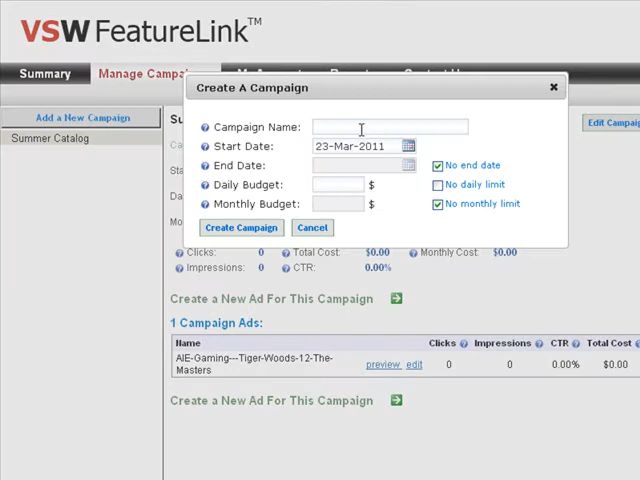 VSW FeatureLink™
Summary
Manage Campa
Create A Campaign
Add a New Campaign
Summer Catalog
Edit Campaig
Campaign Name:
Start Date: 23-Mar-2011
End Date: No end date
Daily Budget: $ No daily limit
Monthly Budget: $ No monthly limit
Create Campaign Cancel
Clicks: 0 Total Cost: $0.00 Monthly Cost: $0.00
Impressions: 0 CTR: 0.00%
Create a New Ad For This Campaign
1 Campaign Ads:
Name Clicks Impressions CTR Total Cost
AIE-Gaming---Tiger-Woods-12-The-
Masters preview edit 0 0 0.00% $0.00
Create a New Ad For This Campaign